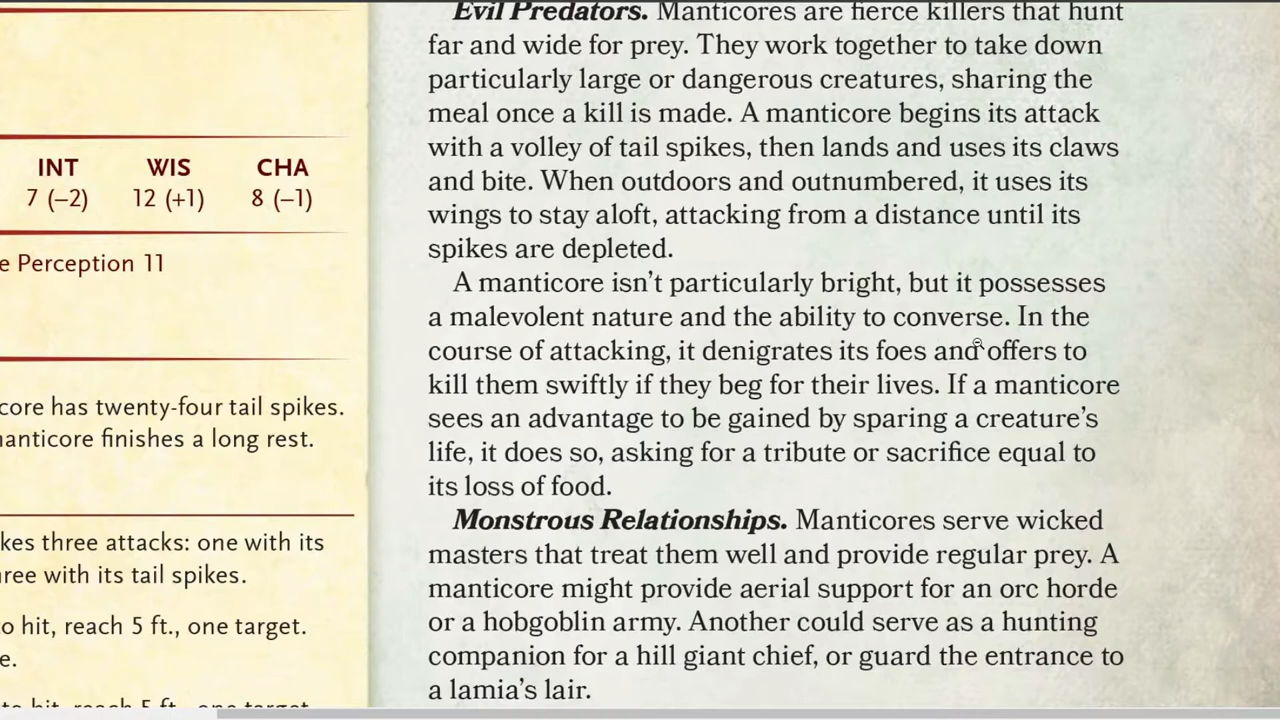 INT WIS CHA
7 (–2) 12 (+1) 8 (–1)
e Perception 11
core has twenty-four tail spikes.
nanticore finishes a long rest.
kes three attacks: one with its
ree with its tail spikes.
o hit, reach 5 ft., one target.
e.
to hit, reach 5 ft., one target
Evil Predators. Manticores are fierce killers that hunt
far and wide for prey. They work together to take down
particularly large or dangerous creatures, sharing the
meal once a kill is made. A manticore begins its attack
with a volley of tail spikes, then lands and uses its claws
and bite. When outdoors and outnumbered, it uses its
wings to stay aloft, attacking from a distance until its
spikes are depleted.
A manticore isn’t particularly bright, but it possesses
a malevolent nature and the ability to converse. In the
course of attacking, it denigrates its foes and offers to
kill them swiftly if they beg for their lives. If a manticore
sees an advantage to be gained by sparing a creature’s
life, it does so, asking for a tribute or sacrifice equal to
its loss of food.
Monstrous Relationships. Manticores serve wicked
masters that treat them well and provide regular prey. A
manticore might provide aerial support for an orc horde
or a hobgoblin army. Another could serve as a hunting
companion for a hill giant chief, or guard the entrance to
a lamia’s lair.